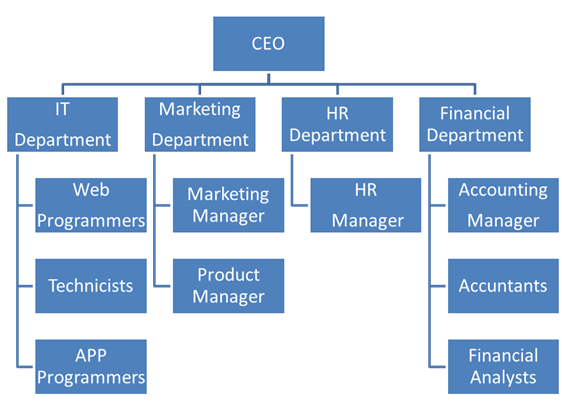 CEO
IT
Department
Marketing
Department
HR
Department
Financial
Department
Web
Programmers
Marketing
Manager
HR
Manager
Accounting
Manager
Technicists
Product
Manager
Accuntants
APP
Programmers
Financial
Analysts